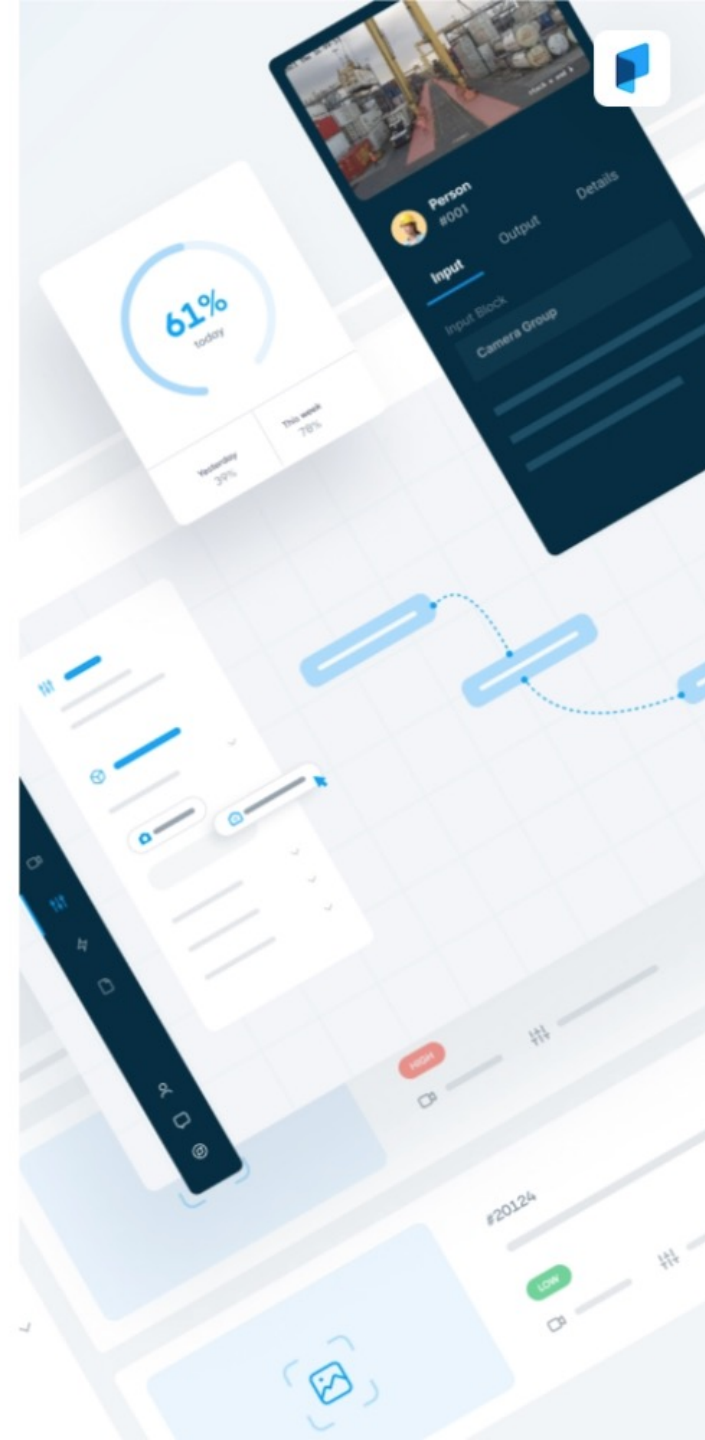 Person
#001
Input
Output
Details
Input Block
Camera Group
61%
today
Yesterday
39%
This week
78%
HIGH
#20124
LOW